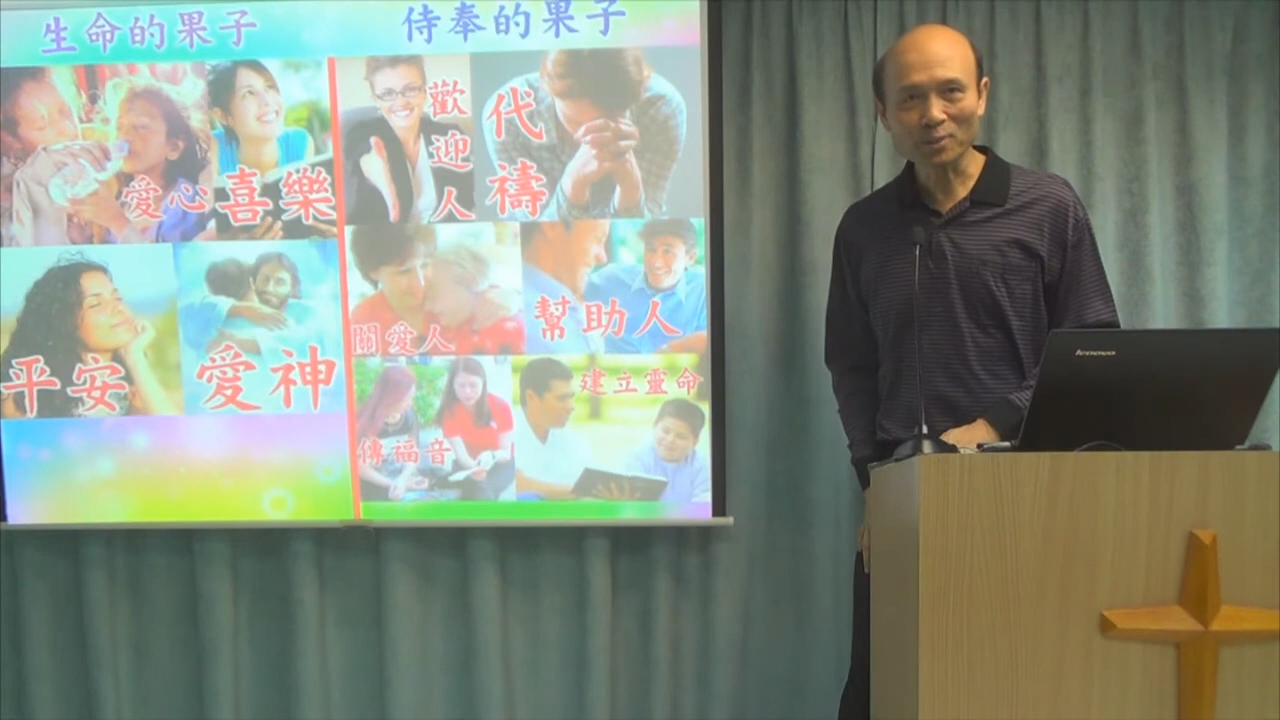 生命的果子
侍奉的果子
愛心
喜樂
平安
愛神
歡迎人
代禱
關愛人
幫助人
傳福音
建立靈命
lenovo